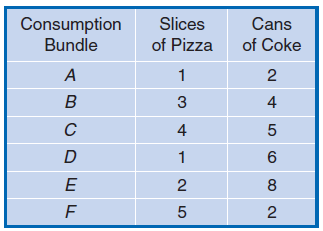 Consumption Bundle Slices of Pizza Cans of Coke
A 1 2
B 3 4
C 4 5
D 1 6
E 2 8
F 5 2